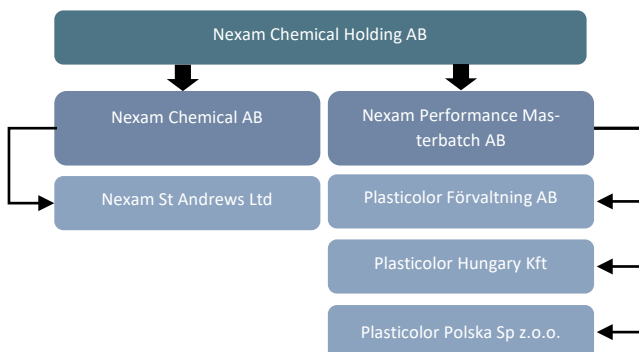 Nexam Chemical Holding AB
Nexam Chemical AB
Nexam Performance Mas-
terbatch AB
Nexam St Andrews Ltd
Plasticolor Förvaltning AB
Plasticolor Hungary Kft
Plasticolor Polska Sp z.o.o.